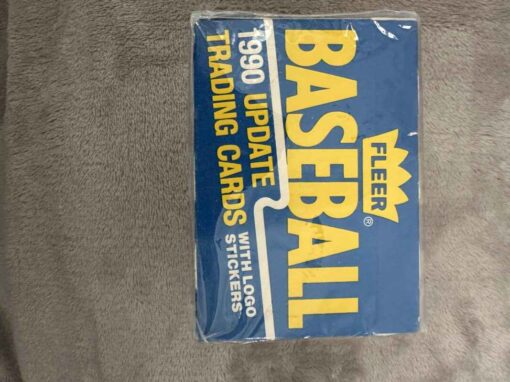 FLEER®
BASEBALL
1990 UPDATE
TRADING CARDS
WITH LOGO
STICKERS